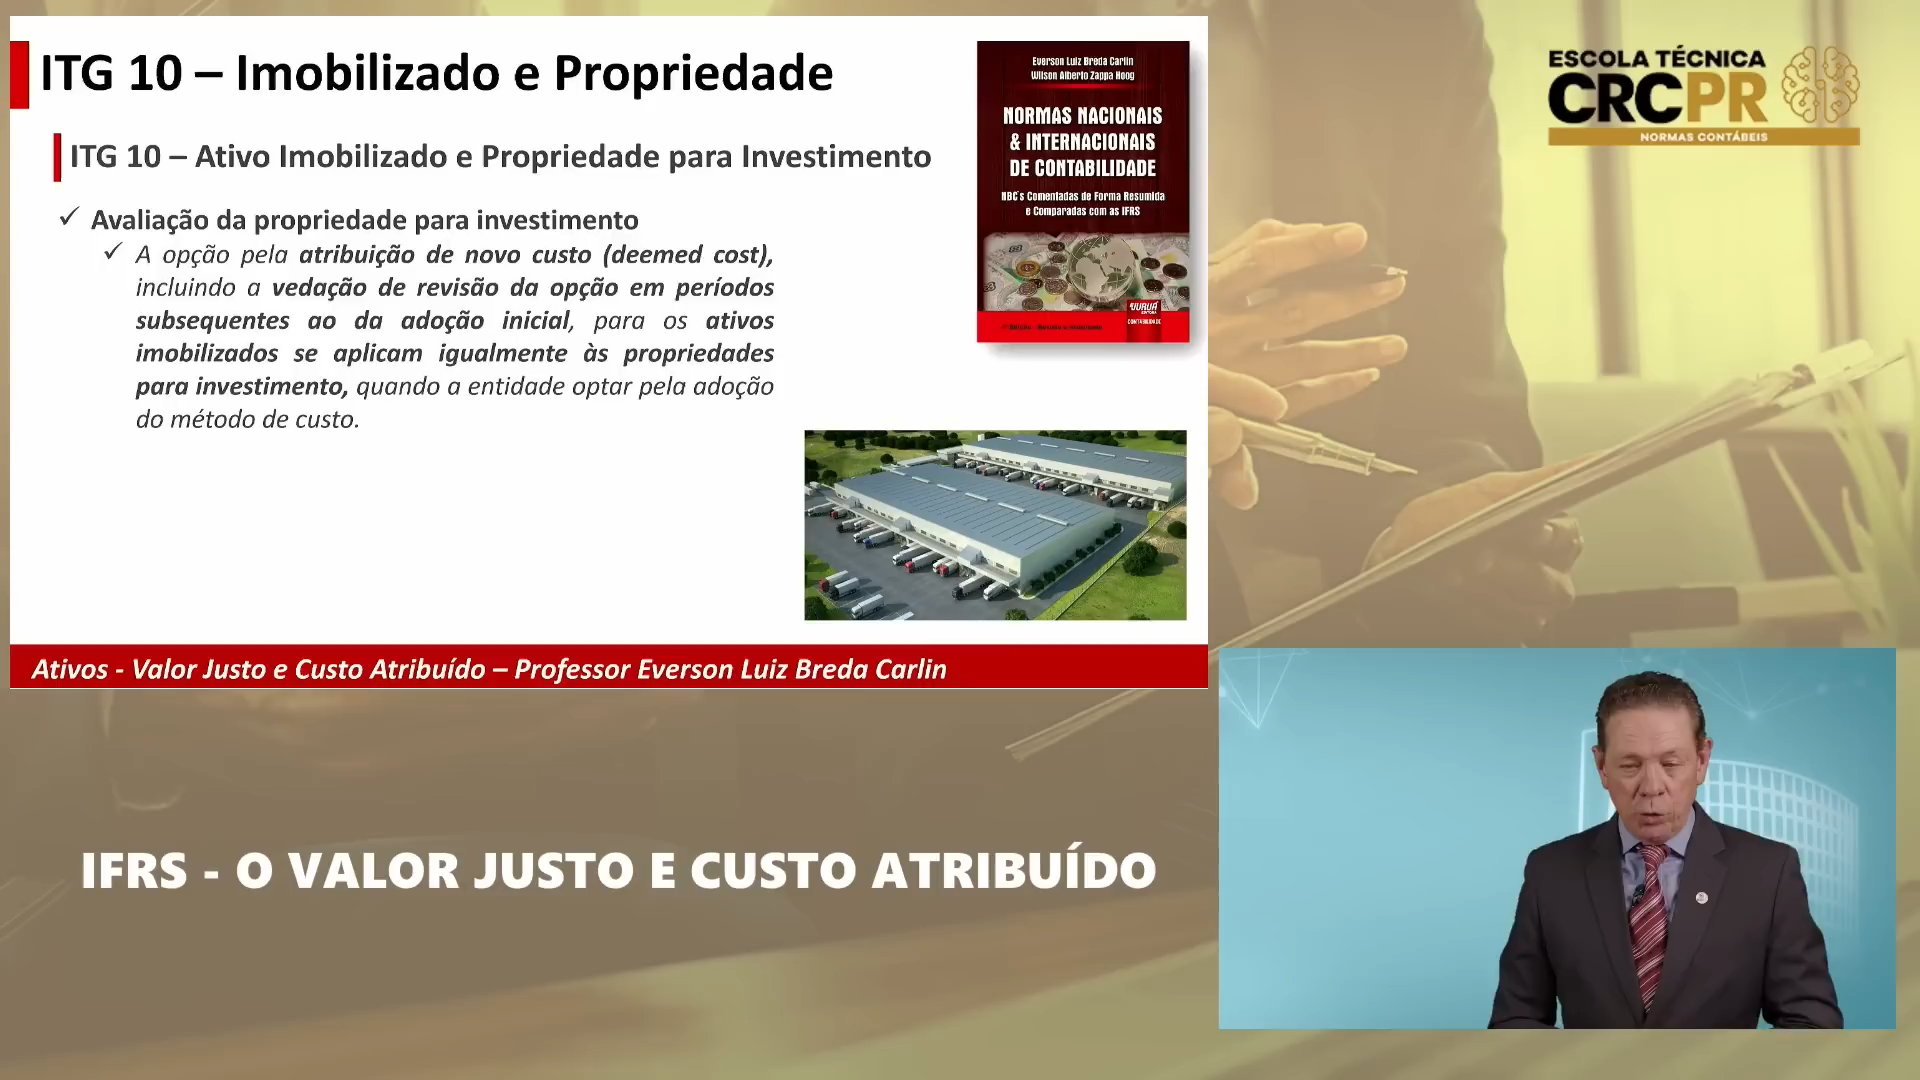 ITG 10 – Imobilizado e Propriedade
ITG 10 – Ativo Imobilizado e Propriedade para Investimento
✓ Avaliação da propriedade para investimento
✓ A opção pela atribuição de novo custo (deemed cost),
incluindo a vedação de revisão da opção em períodos
subsequentes ao da adoção inicial, para os ativos
imobilizados se aplicam igualmente às propriedades
para investimento, quando a entidade optar pela adoção
do método de custo.
Everson Luiz Breda Carlin
Wilson Alberto Zappa Hoog
NORMAS NACIONAIS
& INTERNACIONAIS
DE CONTABILIDADE
NBC's Comentadas de Forma Resumida
e Comparadas com as IFRS
JURUÁ
EDITORA
CONTABILIDADE
Ativos - Valor Justo e Custo Atribuído – Professor Everson Luiz Breda Carlin
ESCOLA TÉCNICA
CRCPR
NORMAS CONTÁBEIS
IFRS - O VALOR JUSTO E CUSTO ATRIBUÍDO